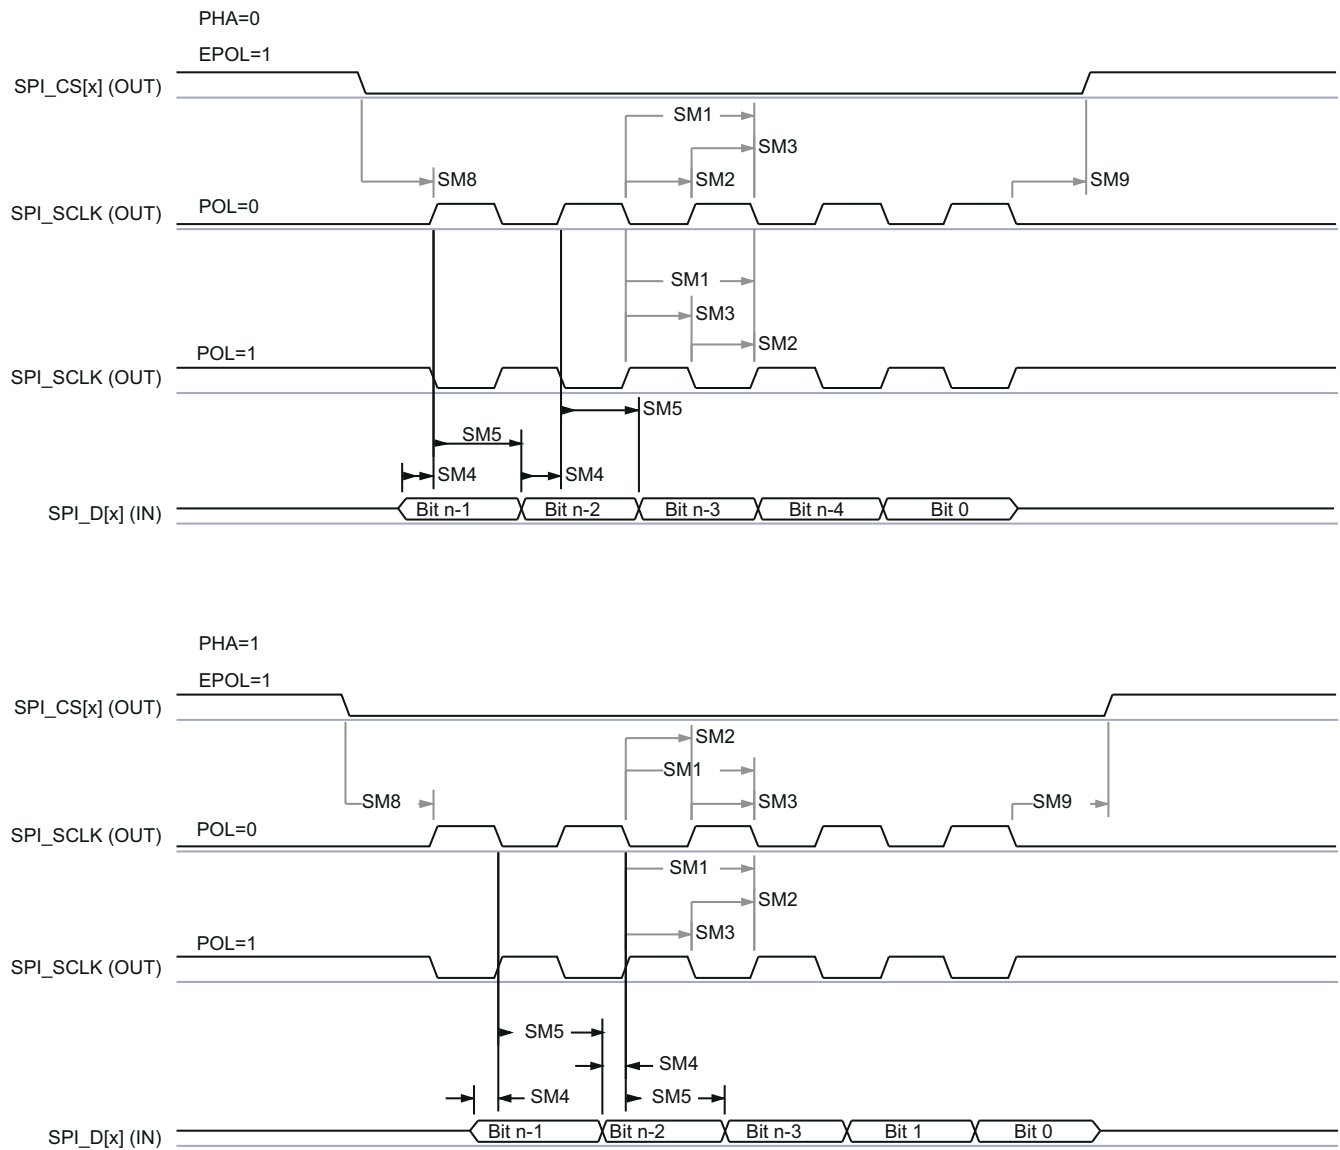 PHA=0
EPOL=1
SPI_CS[x] (OUT)
SM1
SM3
SM8
SM2
SM9
SPI_SCLK (OUT)
POL=0
SM1
SM3
SM2
POL=1
SPI_SCLK (OUT)
SM5
SM5
SM4
SM4
SPI_D[x] (IN)
Bit n-1
Bit n-2
Bit n-3
Bit n-4
Bit 0
PHA=1
EPOL=1
SPI_CS[x] (OUT)
SM2
SM1
SM8
SM3
SM9
SPI_SCLK (OUT)
POL=0
SM1
SM2
SM3
POL=1
SPI_SCLK (OUT)
SM5
SM4
SM4
SM5
SPI_D[x] (IN)
Bit n-1
Bit n-2
Bit n-3
Bit 1
Bit 0